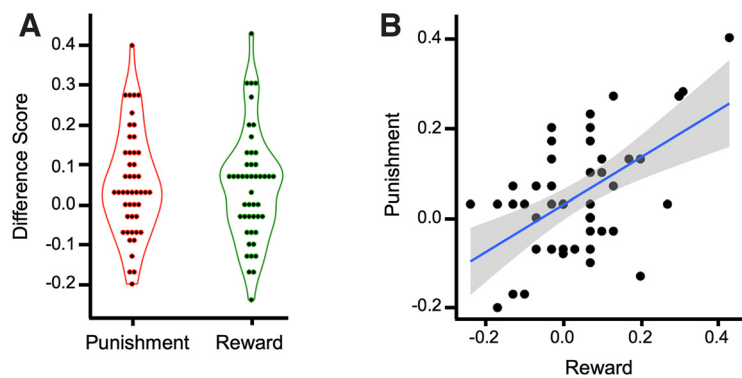 A
Difference Score
0.4
0.3
0.2
0.1
0.0
-0.1
-0.2
Punishment Reward
B
Punishment
0.4
0.2
0.0
-0.2
-0.2 0.0 0.2 0.4
Reward